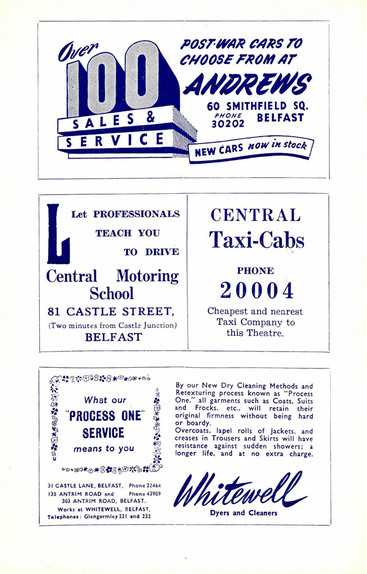 Over
100
SALES &
SERVICE
POST-WAR CARS TO
CHOOSE FROM AT
ANDREWS
60 SMITHFIELD SQ.
PHONE
30202 BELFAST
NEW CARS now in stock
Let PROFESSIONALS
TEACH YOU
TO DRIVE
Central Motoring
School
81 CASTLE STREET,
(Two minutes from Castle Junction)
BELFAST
CENTRAL
Taxi-Cabs
PHONE
20004
Cheapest and nearest
Taxi Company to
this Theatre.
What our
"PROCESS ONE"
SERVICE
means to you
31 CASTLE LANE, BELFAST, Phone 22464
135 ANTRIM ROAD and Phone 43909
303 ANTRIM ROAD, BELFAST.
Works at WHITEWELL, BELFAST,
Telephones: Glengormley 221 and 232
By our New Dry Cleaning Methods and
Retexturing process known as "Process
One," all garments such as Coats, Suits
and Frocks, etc., will retain their
original firmness without being hard
or boardy.
Overcoats, lapel rolls of Jackets, and
creases in Trousers and Skirts will have
resistance against sudden showers; a
longer life, and at no extra charge.
Whitewell
Dyers and Cleaners